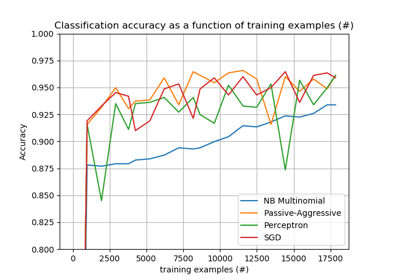 Classification accuracy as a function of training examples (#)
1.000
0.975
0.950
0.925
0.900
0.875
0.850
0.825
0.800
Accuracy
NB Multinomial
Passive-Aggressive
Perceptron
SGD
0 2500 5000 7500 10000 12500 15000 17500
training examples (#)